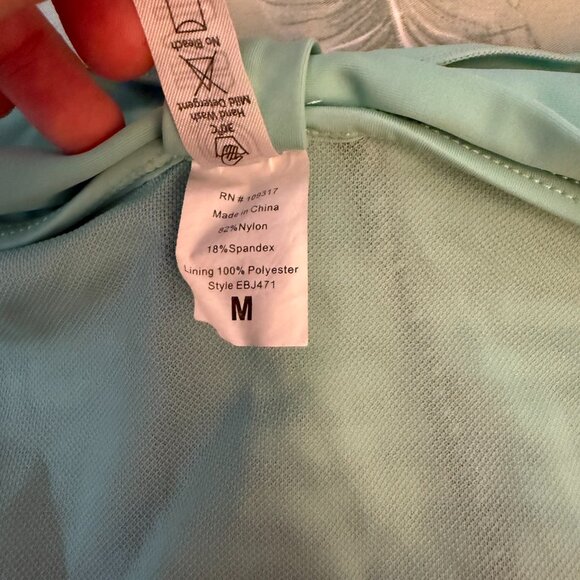 No Bleach
Hand Wash
Mild Detergent
30°C
RN # 109317
Made in China
82%Nylon
18%Spandex
Lining 100% Polyester
Style EBJ471
M